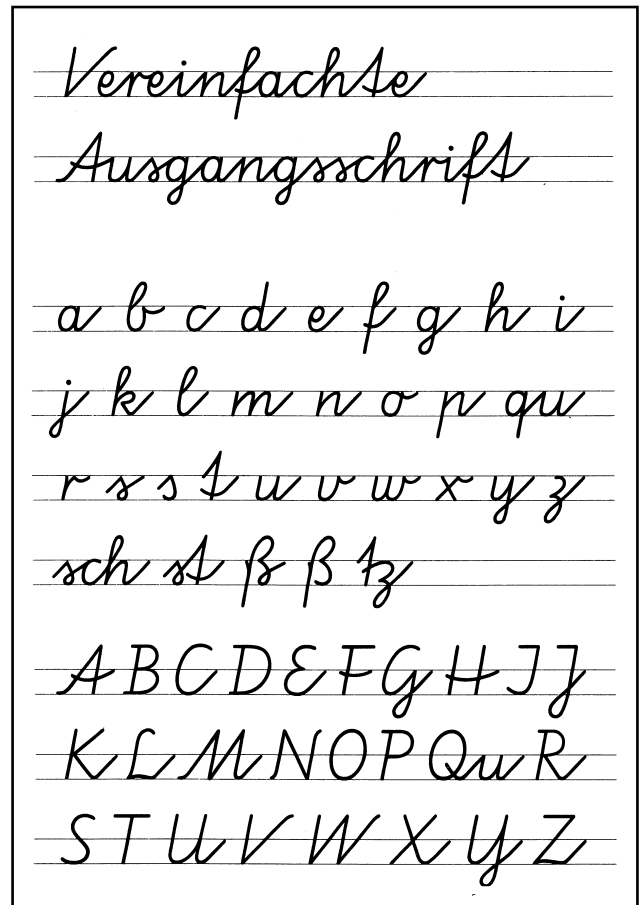 Vereinfachte
Ausgangsschrift
a b c d e f g h i
j k l m n o p qu
r s s t u v w x y z
sch st ß ß tz
A B C D E F G H I J
K L M N O P Qu R
S T U V W X Y Z